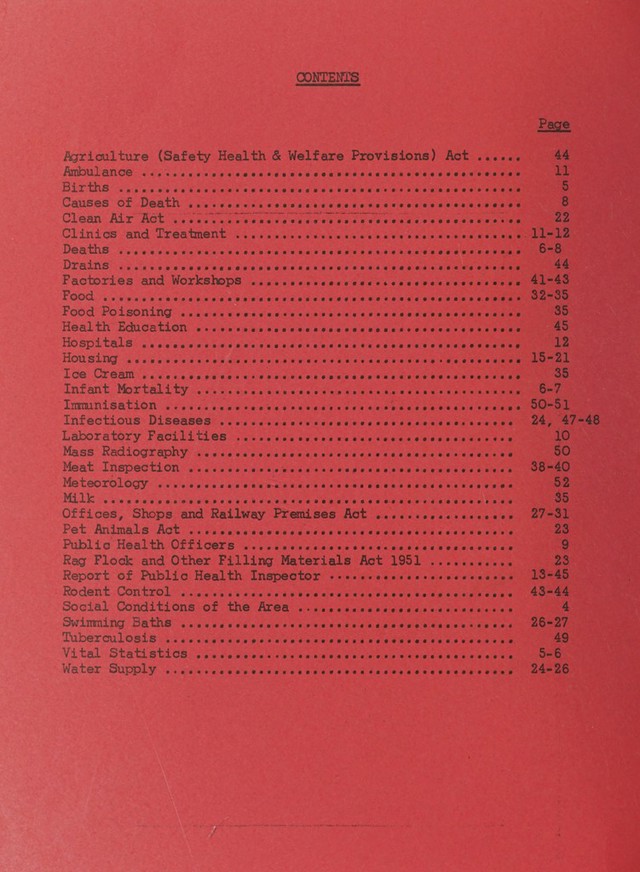 CONTENTS
Page
Agriculture (Safety Health & Welfare Provisions) Act ...... 44
Ambulance ................................................. 11
Births .................................................... 5
Causes of Death ........................................... 8
Clean Air Act ............................................. 22
Clinics and Treatment ..................................... 11-12
Deaths .................................................... 6-8
Drains .................................................... 44
Factories and Workshops ................................... 41-43
Food ...................................................... 32-35
Food Poisoning ............................................ 35
Health Education .......................................... 45
Hospitals ................................................. 12
Housing ................................................... 15-21
Ice Cream ................................................. 35
Infant Mortality .......................................... 6-7
Immunisation .............................................. 50-51
Infectious Diseases ....................................... 24, 47-48
Laboratory Facilities .................................... 10
Mass Radiography ......................................... 50
Meat Inspection ........................................... 38-40
Meteorology ............................................... 52
Milk ...................................................... 35
Offices, Shops and Railway Premises Act .................. 27-31
Pet Animals Act .......................................... 23
Public Health Officers ................................... 9
Rag Flock and Other Filling Materials Act 1951 ........... 23
Report of Public Health Inspector ........................ 13-45
Rodent Control ........................................... 43-44
Social Conditions of the Area ............................ 4
Swimming Baths ........................................... 26-27
Tuberculosis ............................................. 49
Vital Statistics ......................................... 5-6
Water Supply ............................................. 24-26